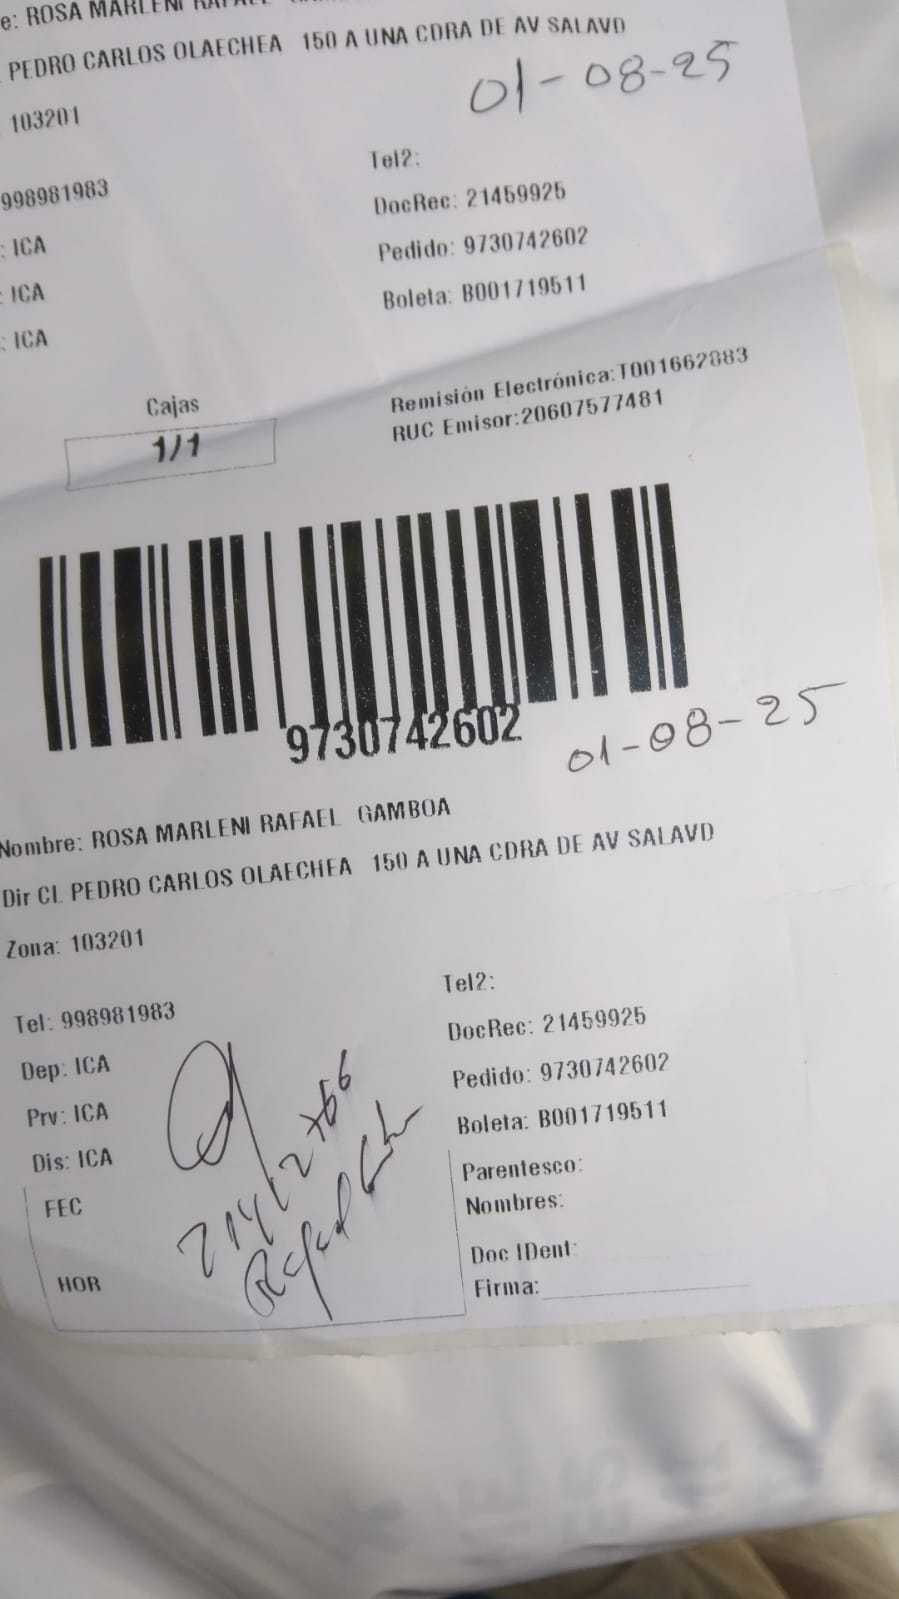 e: ROSA MARLENI RAFAEL
PEDRO CARLOS OLAECHEA 150 A UNA CDRA DE AV SALAVD
01-08-25
103201
Tel2:
998981983
DocRec: 21459925
: ICA
Pedido: 9730742602
: ICA
Boleta: B001719511
: ICA
Cajas
1/1
Remisión Electrónica:T001662883
RUC Emisor:20607577481
9730742602
01-08-25
Nombre: ROSA MARLENI RAFAEL GAMBOA
Dir CL PEDRO CARLOS OLAECHEA 150 A UNA CDRA DE AV SALAVD
Zona: 103201
Tel2:
Tel: 998981983
DocRec: 21459925
Dep: ICA
Pedido: 9730742602
Prv: ICA
Boleta: B001719511
Dis: ICA
Parentesco:
FEC
Nombres:
Doc IDent:
HOR
Firma:
Rafael